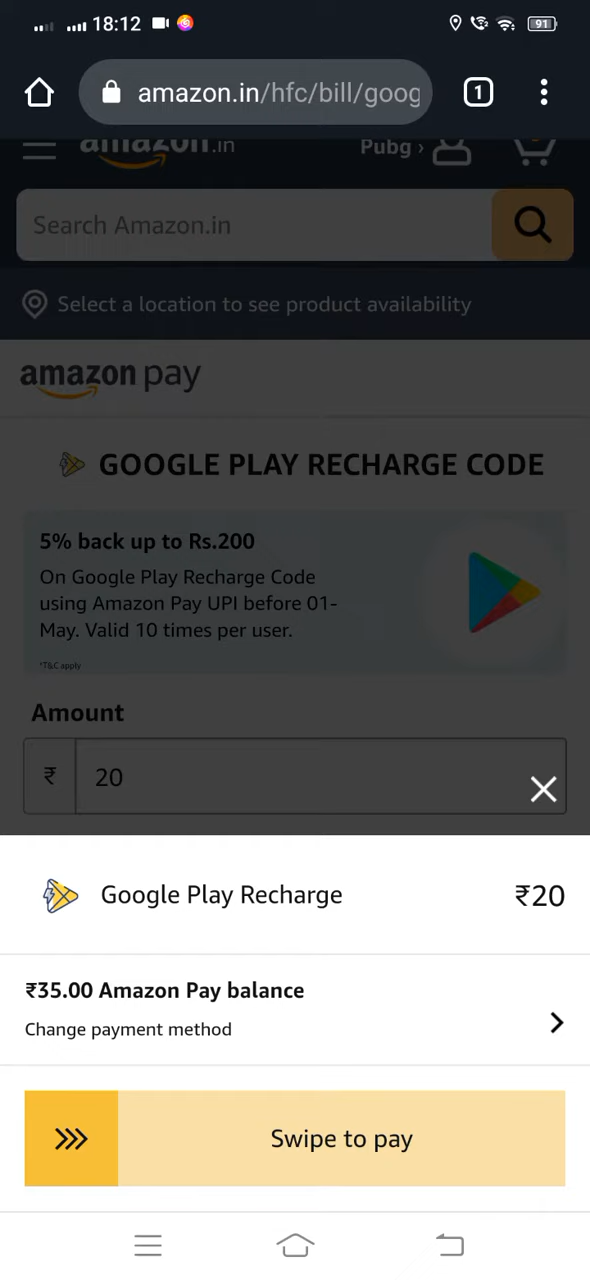 18:12 91
amazon.in/hfc/bill/goog 1
amazon.in Pubg ›
Search Amazon.in
Select a location to see product availability
amazon pay
GOOGLE PLAY RECHARGE CODE
5% back up to Rs.200
On Google Play Recharge Code
using Amazon Pay UPI before 01-
May. Valid 10 times per user.
*T&C apply
Amount
₹ 20
Google Play Recharge ₹20
₹35.00 Amazon Pay balance
Change payment method
Swipe to pay